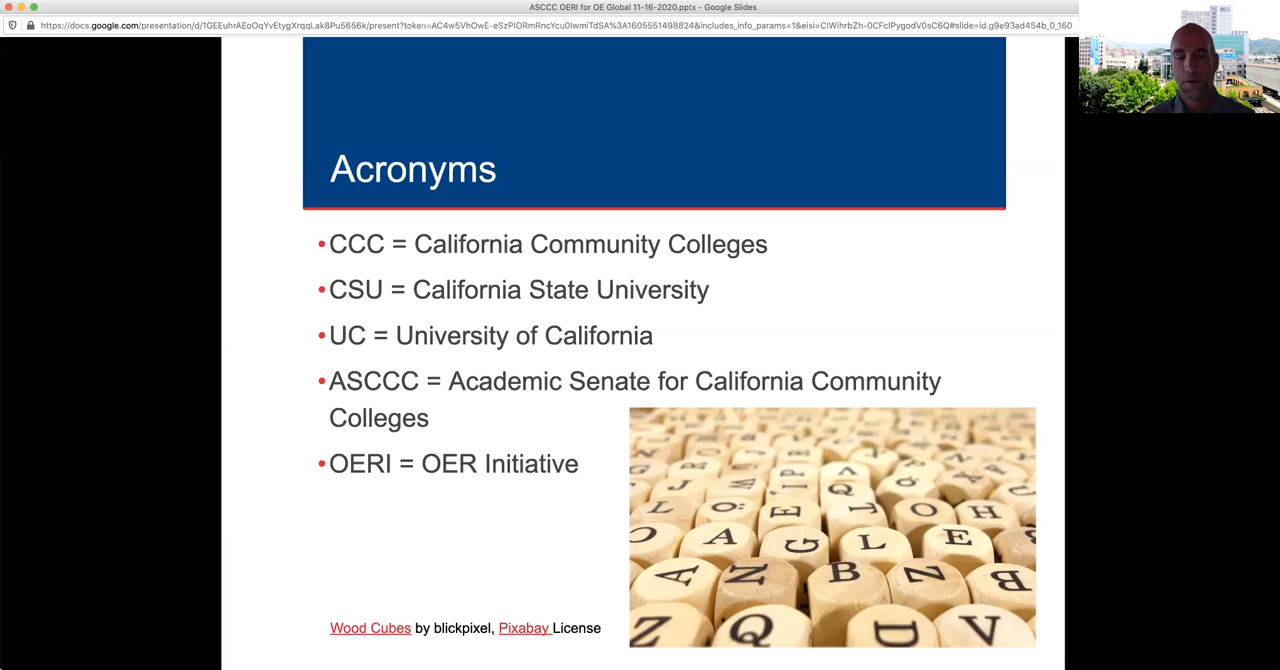 ASCCC OERI for OE Global 11-16-2020.pptx - Google Slides
https://docs.google.com/presentation/d/1GEEuhrAEoOqYvEtygXrqqLak8Pu5656k/present?token=AC4w5VhOwE-eSzPIORmRncYcu0IwmiTdSA%3A1605551498824&includes_info_params=1&eisi=CIWihrbZh-0CFclPygodV0sC6Q#slide=id.g9e93ad454b_0_160
Acronyms
•CCC = California Community Colleges
•CSU = California State University
•UC = University of California
•ASCCC = Academic Senate for California Community
Colleges
•OERI = OER Initiative
Wood Cubes by blickpixel, Pixabay License